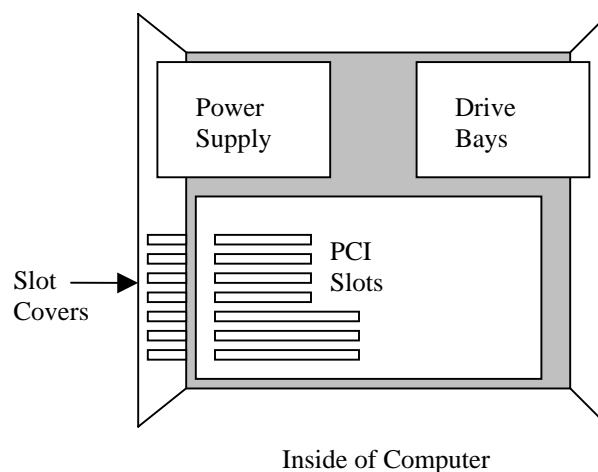 Power
Supply
Drive
Bays
PCI
Slots
Slot
Covers
Inside of Computer